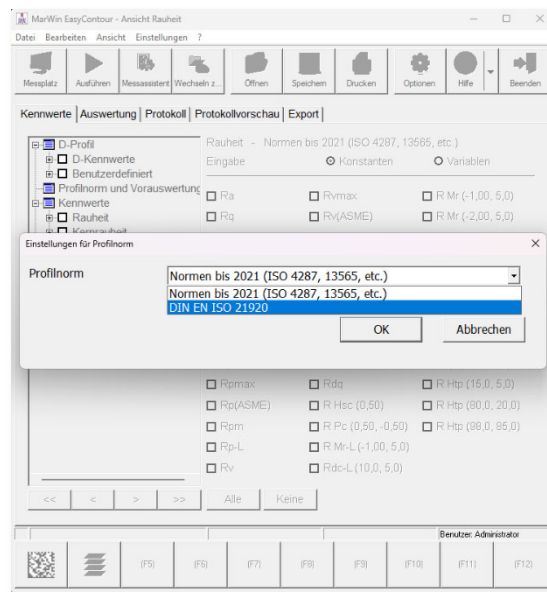 MarWin EasyContour - Ansicht Rauheit
Datei Bearbeiten Ansicht Einstellungen ?
Messplatz Ausführen Messassistent Wechseln z... Öffnen Speichern Drucken Optionen Hilfe Beenden
Kennwerte Auswertung Protokoll Protokollvorschau Export
D-Profil
D-Kennwerte
Benutzerdefiniert
Profilnorm und Vorauswertung
Kennwerte
Rauheit
Kernrauheit
Rauheit - Normen bis 2021 (ISO 4287, 13565, etc.)
Eingabe Konstanten Variablen
Ra Rvmax R Mr (-1,00, 5,0)
Rq Rv(ASME) R Mr (-2,00, 5,0)
Einstellungen für Profilnorm
Profilnorm
Normen bis 2021 (ISO 4287, 13565, etc.)
Normen bis 2021 (ISO 4287, 13565, etc.)
DIN EN ISO 21920
OK Abbrechen
Rpmax Rdq R Htp (15,0, 5,0)
Rp(ASME) R Hsc (0,50) R Htp (80,0, 20,0)
Rpm R Pc (0,50, -0,50) R Htp (98,0, 85,0)
Rp-L R Mr-L (-1,00, 5,0)
Rv Rdc-L (10,0, 5,0)
<< < > >> Alle Keine
Benutzer: Administrator
(F5) (F6) (F7) (F8) (F9) (F10) (F11) (F12)